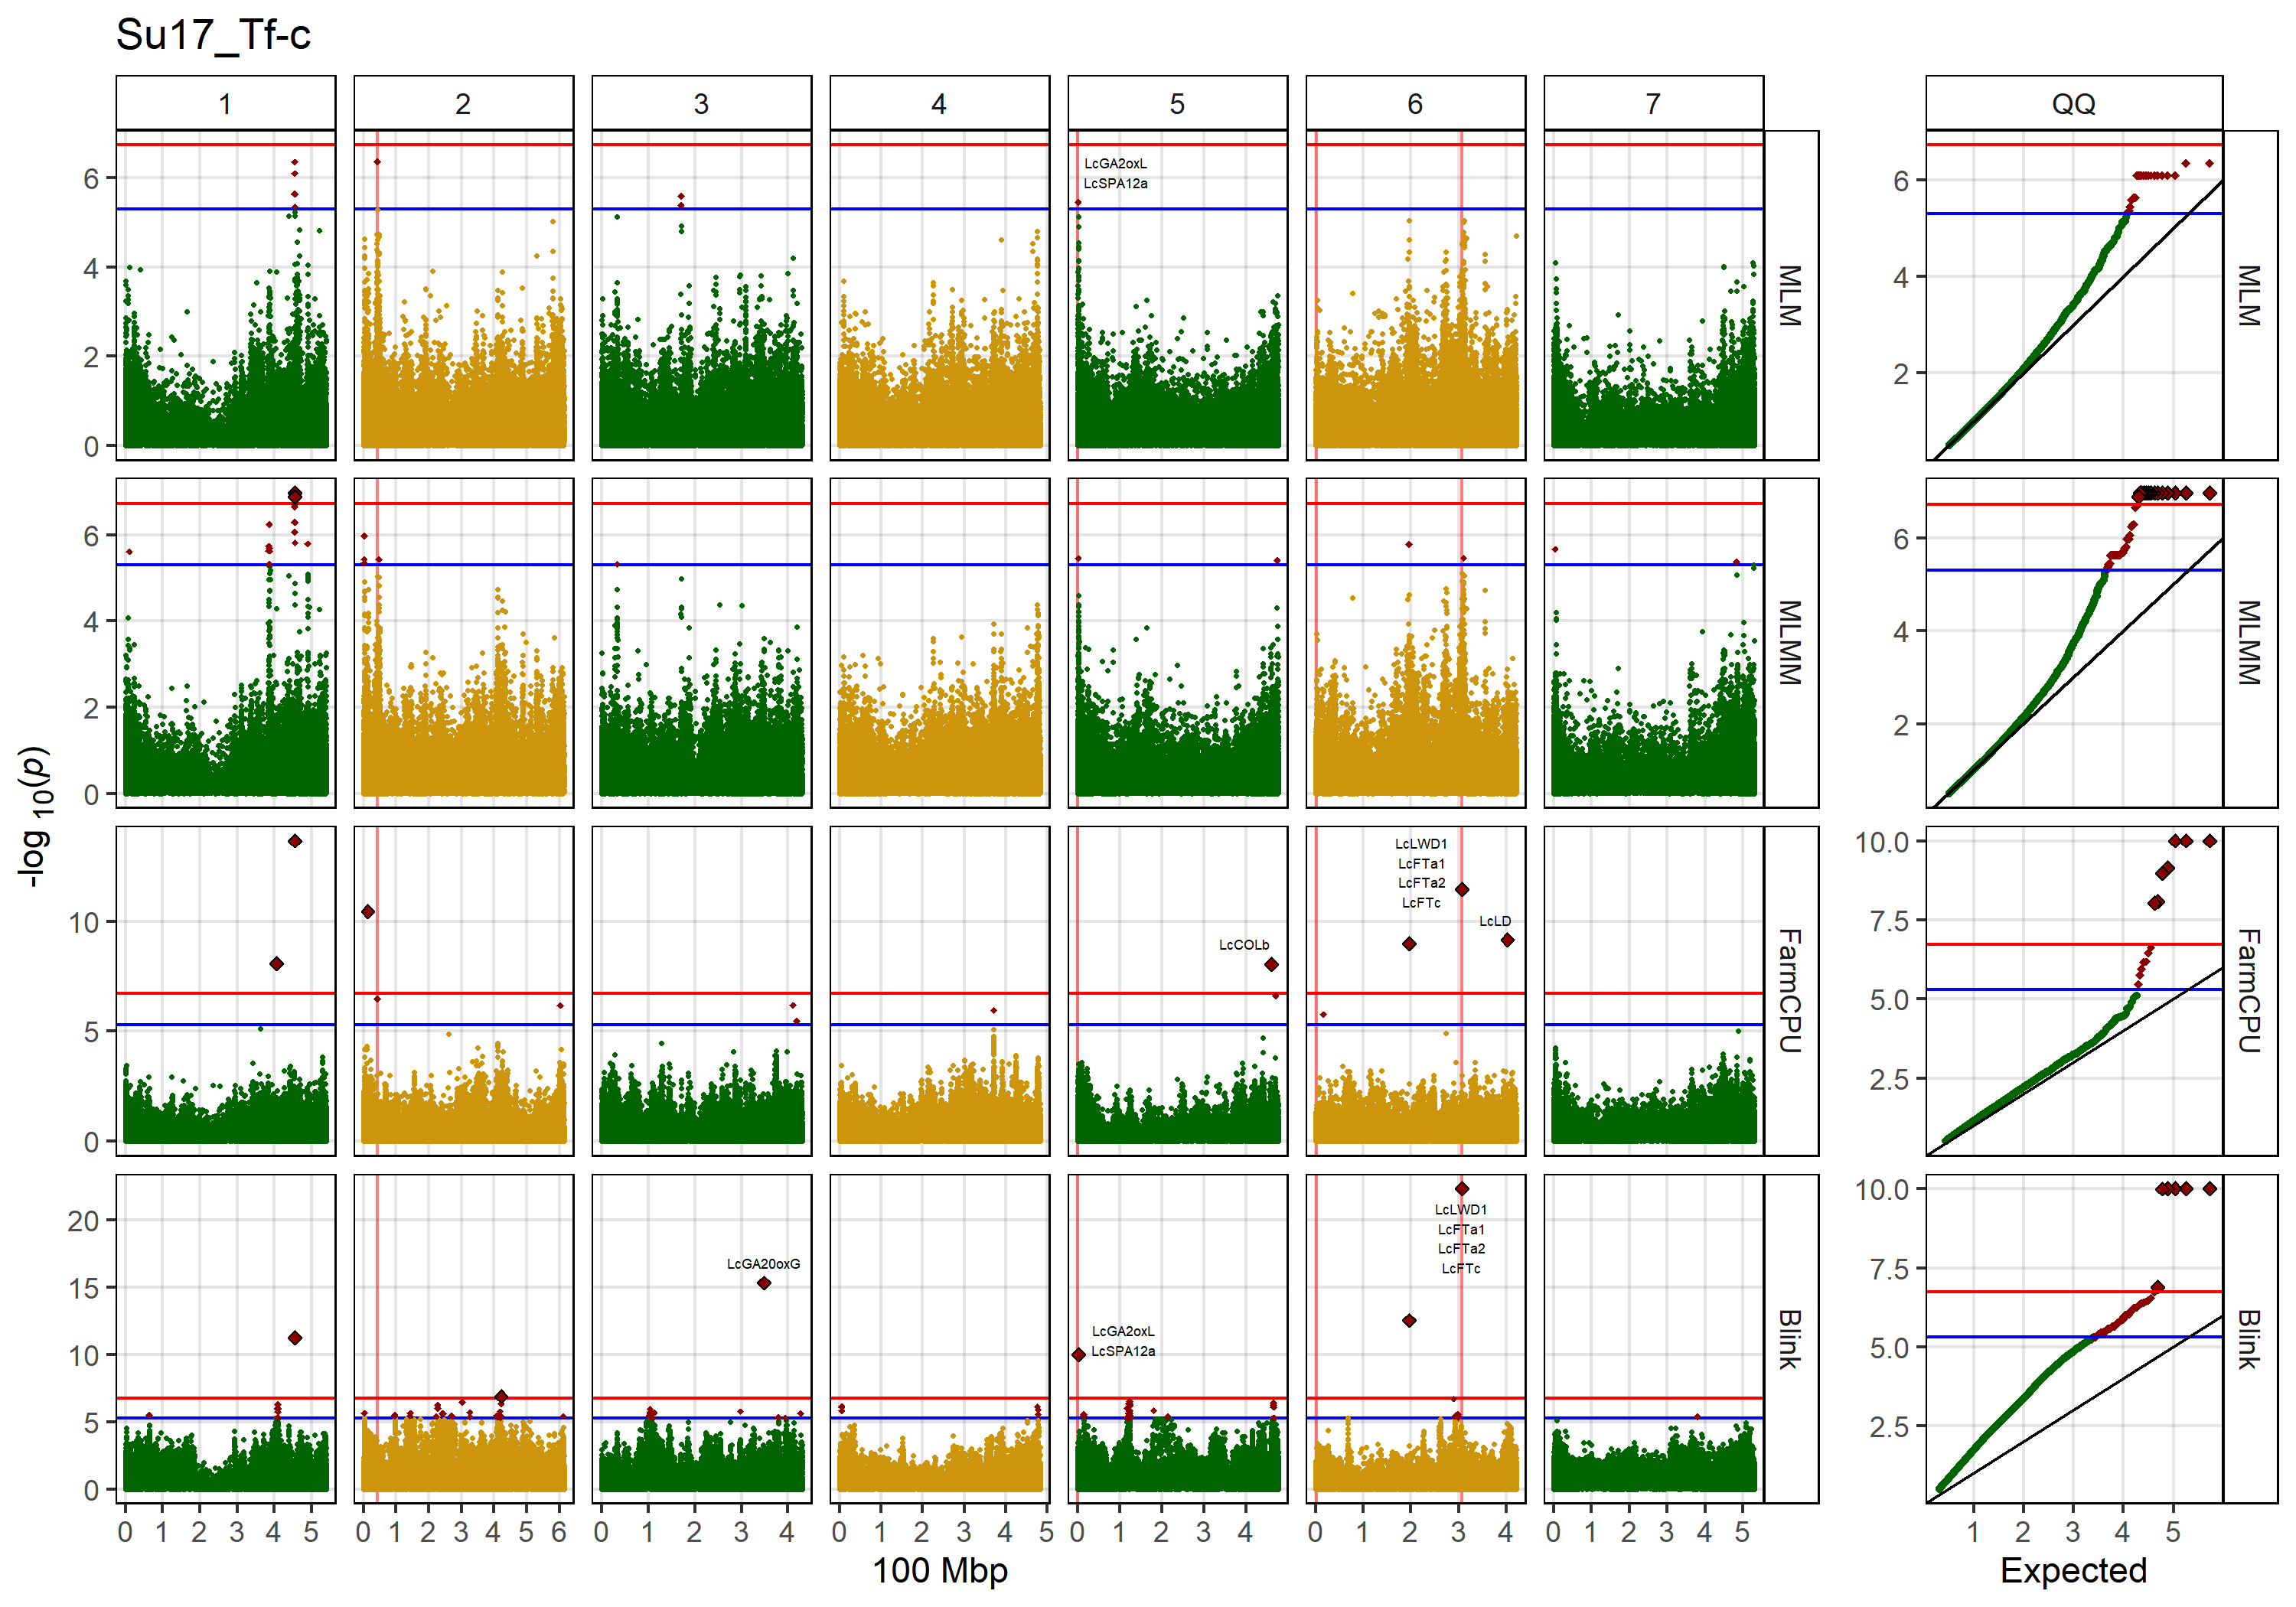 Su17_Tf-c
1 2 3 4 5 6 7 QQ
6 4 2 0
LcGA2oxL
LcSPA12a
MLM
6 4 2
MLM
6 4 2 0
MLMM
6 4 2
MLMM
10 5 0
LcCOLb
LcLWD1
LcFTa1
LcFTa2
LcFTc
LcLD
FarmCPU
10.0 7.5 5.0 2.5
FarmCPU
20 15 10 5 0
LcGA20oxG
LcGA2oxL
LcSPA12a
LcLWD1
LcFTa1
LcFTa2
LcFTc
Blink
10.0 7.5 5.0 2.5
Blink
-log 10(p)
0 1 2 3 4 5 0 1 2 3 4 5 6 0 1 2 3 4 0 1 2 3 4 5 0 1 2 3 4 0 1 2 3 4 0 1 2 3 4 5 1 2 3 4 5
100 Mbp
Expected